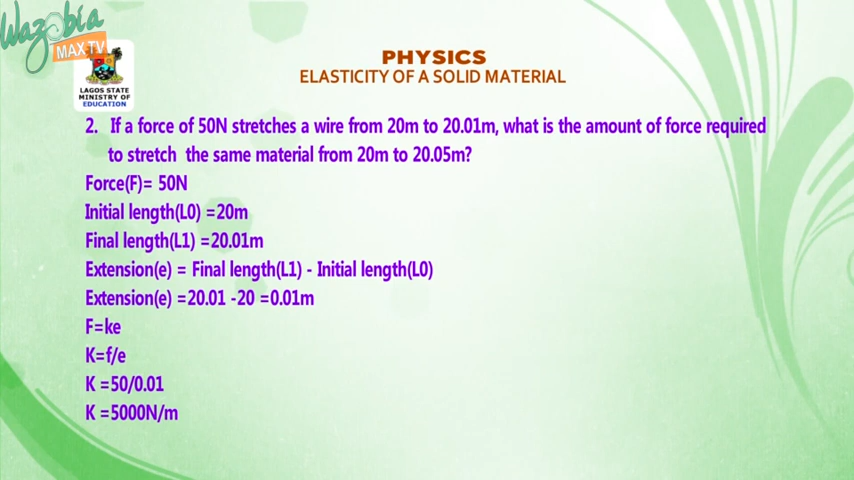 Wazobia
MAX TV
LAGOS STATE
MINISTRY OF
EDUCATION
PHYSICS
ELASTICITY OF A SOLID MATERIAL
2. If a force of 50N stretches a wire from 20m to 20.01m, what is the amount of force required
to stretch the same material from 20m to 20.05m?
Force(F)= 50N
Initial length(L0) =20m
Final length(L1) =20.01m
Extension(e) = Final length(L1) - Initial length(L0)
Extension(e) =20.01 -20 =0.01m
F=ke
K=f/e
K =50/0.01
K =5000N/m